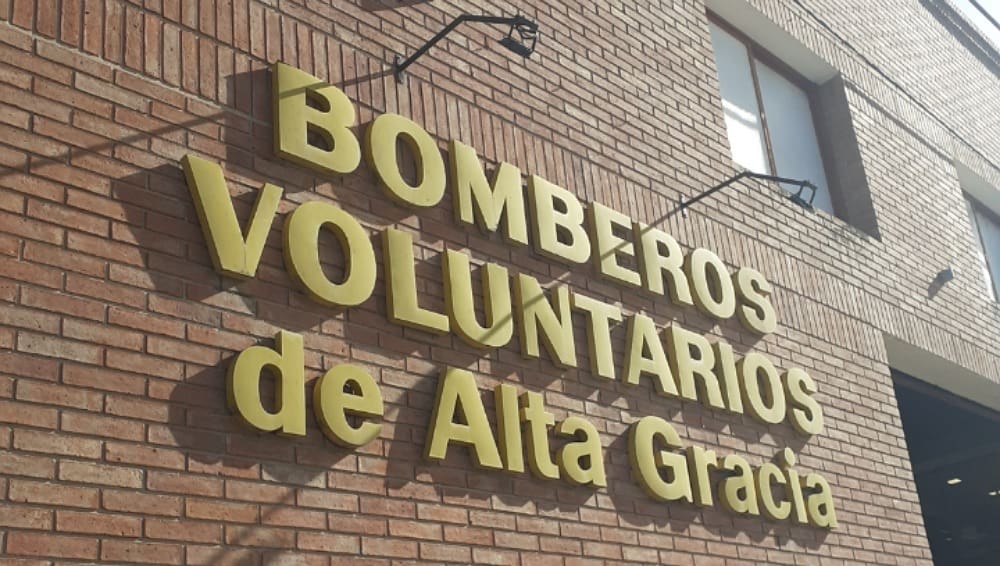 BOMBEROS
VOLUNTARIOS
de Alta Gracia